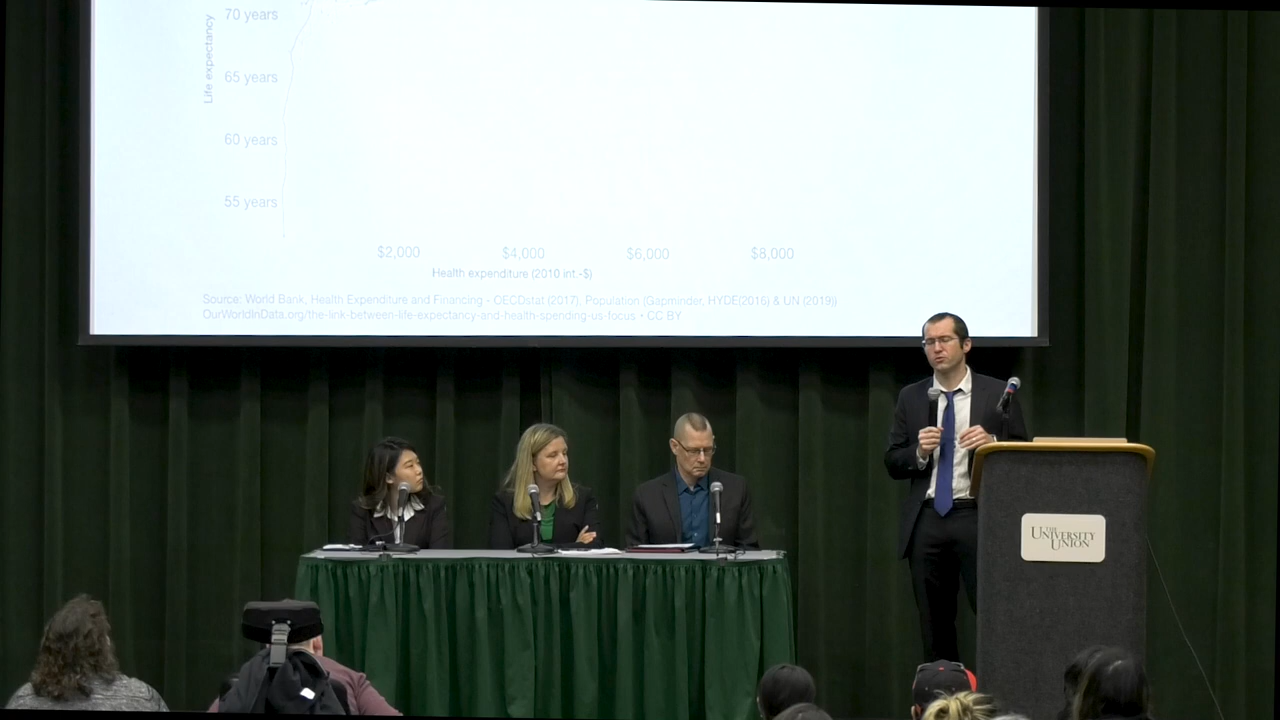 70 years
Life expectancy
65 years
60 years
55 years
$2,000 $4,000 $6,000 $8,000
Health expenditure (2010 int.-$)
Source: World Bank, Health Expenditure and Financing - OECDstat (2017), Population (Gapminder, HYDE(2016) & UN (2019))
OurWorldInData.org/the-link-between-life-expectancy-and-health-spending-us-focus • CC BY
THE
UNIVERSITY
UNION